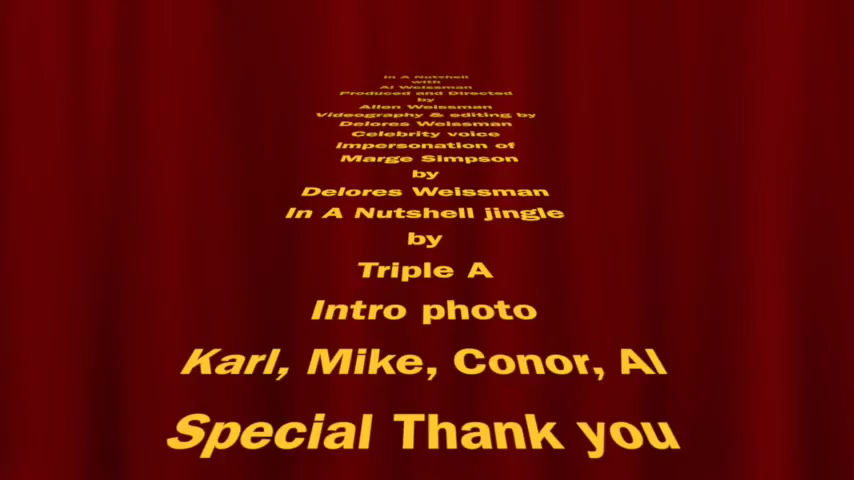 In A Nutshell
with
Al Weissman
Produced and Directed
by
Allen Weissman
Videography & editing by
Delores Weissman
Celebrity voice
Impersonation of
Marge Simpson
by
Delores Weissman
In A Nutshell jingle
by
Triple A
Intro photo
Karl, Mike, Conor, Al
Special Thank you